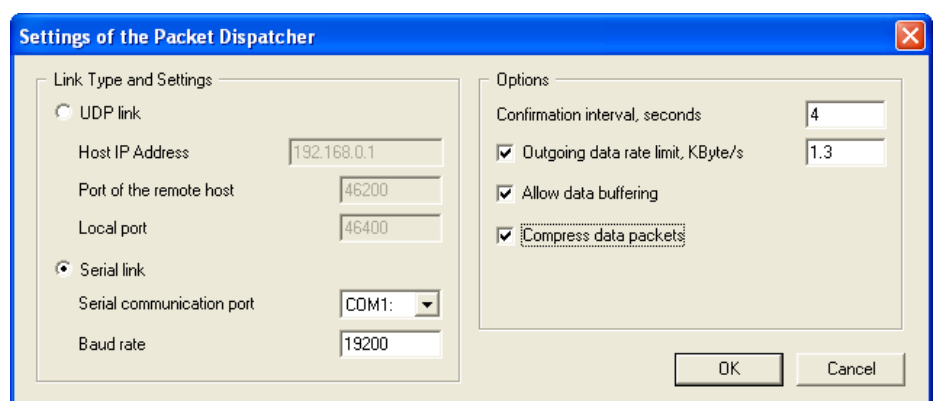 Settings of the Packet Dispatcher
Link Type and Settings
UDP link
Host IP Address 192.168.0.1
Port of the remote host 46200
Local port 46400
Serial link
Serial communication port COM1:
Baud rate 19200
Options
Confirmation interval, seconds 4
Outgoing data rate limit, KByte/s 1.3
Allow data buffering
Compress data packets
OK Cancel